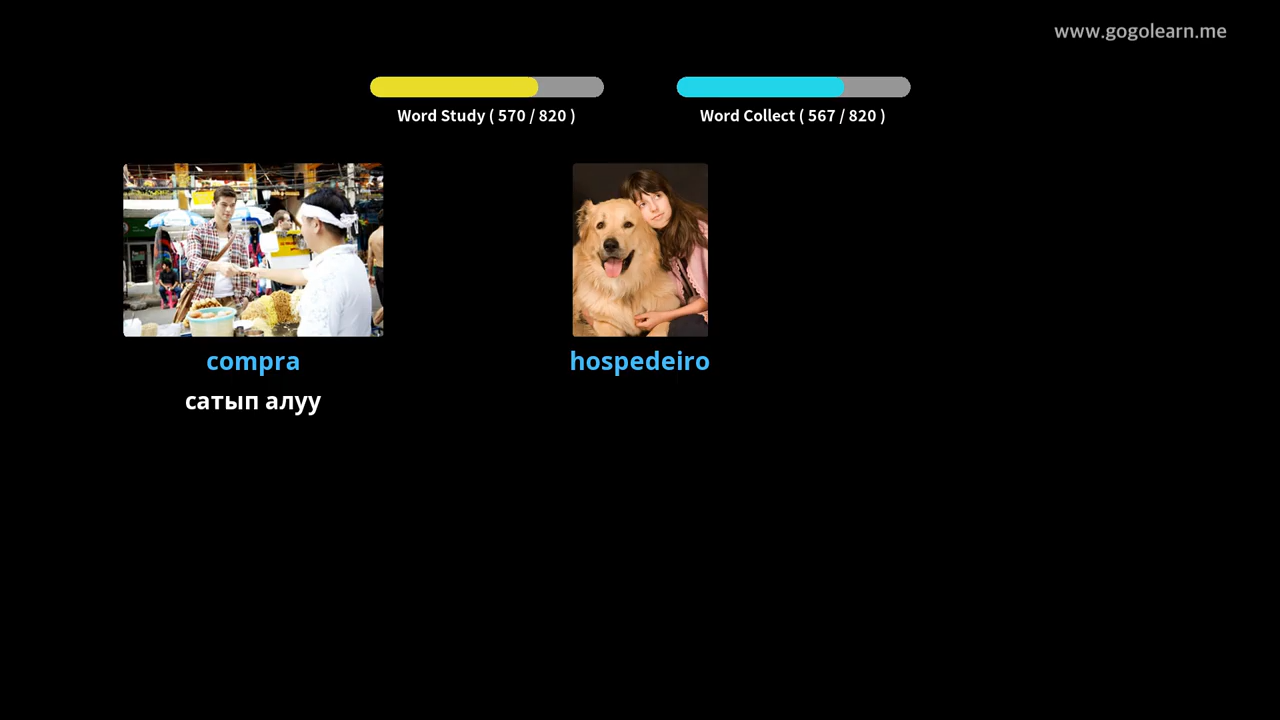 www.gogolearn.me
Word Study ( 570 / 820 )
Word Collect ( 567 / 820 )
compra
hospedeiro
сатып алуу